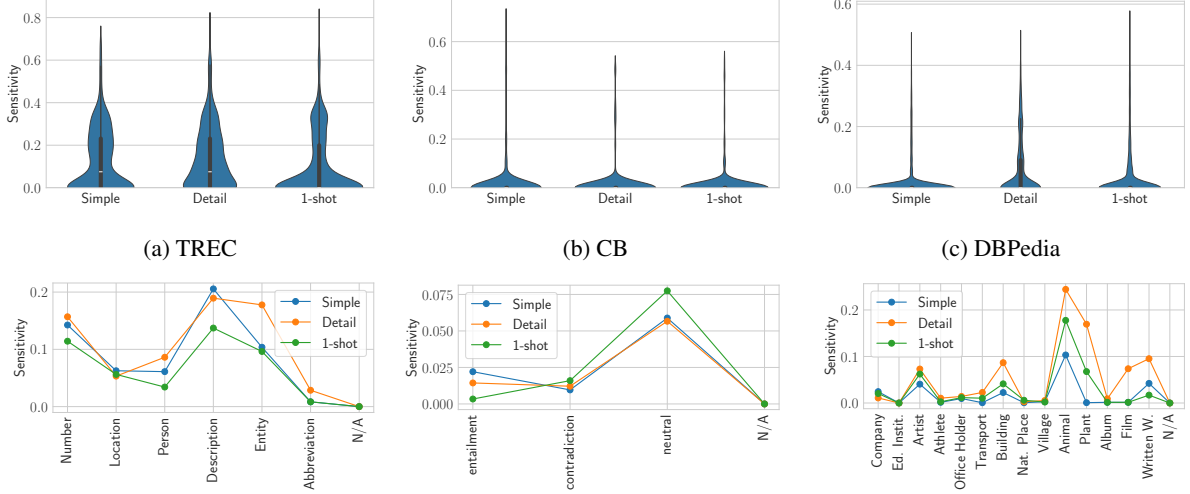 0.8
0.6
0.4
0.2
0.0
Sensitivity
Simple
Detail
1-shot
(a) TREC
0.6
0.4
0.2
0.0
Sensitivity
Simple
Detail
1-shot
(b) CB
0.6
0.4
0.2
0.0
Sensitivity
Simple
Detail
1-shot
(c) DBPedia
0.2
0.1
0.0
Sensitivity
Simple
Detail
1-shot
Number
Location
Person
Description
Entity
Abbreviation
N/A
0.075
0.050
0.025
0.000
Sensitivity
Simple
Detail
1-shot
entailment
contradiction
neutral
N/A
0.2
0.1
0.0
Sensitivity
Simple
Detail
1-shot
Company
Ed. Instit.
Artist
Athlete
Office Holder
Transport
Building
Nat. Place
Village
Animal
Plant
Album
Film
Written W.
N/A